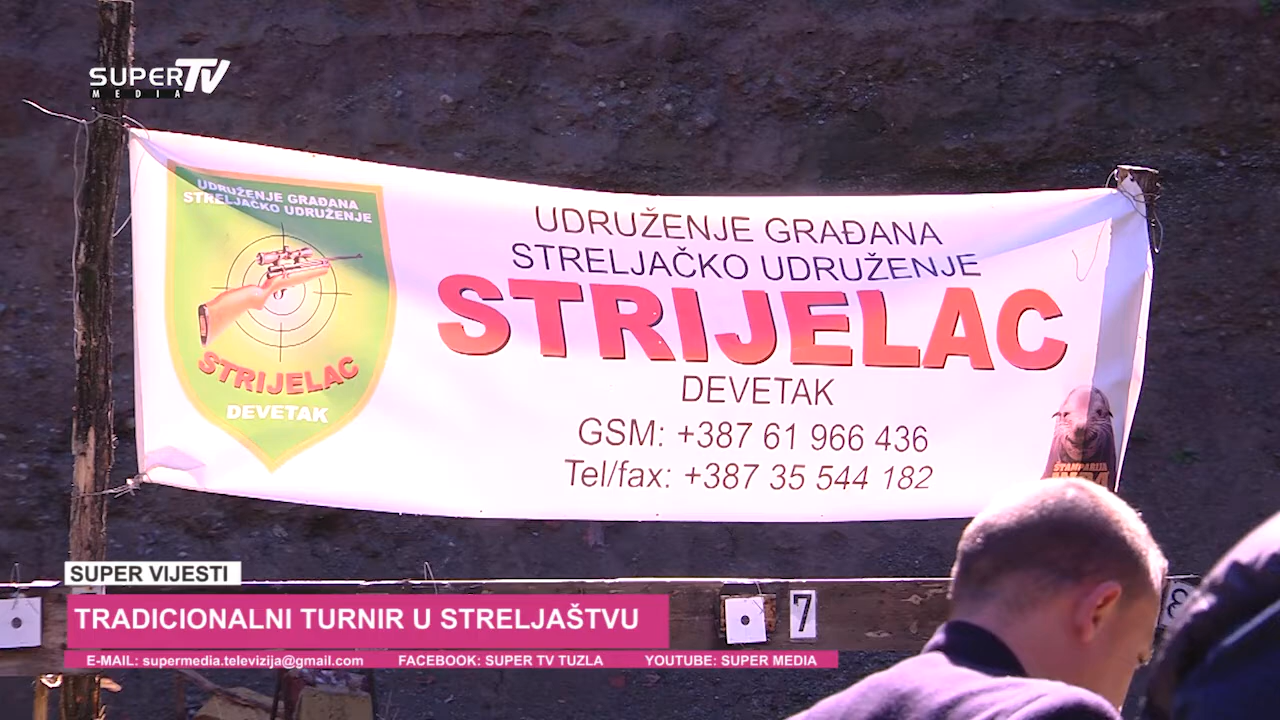 SUPER TV
MEDIA
UDRUŽENJE GRAĐANA
STRELJAČKO UDRUŽENJE
STRIJELAC
DEVETAK
UDRUŽENJE GRAĐANA
STRELJAČKO UDRUŽENJE
STRIJELAC
DEVETAK
GSM: +387 61 966 436
Tel/fax: +387 35 544 182
ŠTAMPARIJA
SUPER VIJESTI
TRADICIONALNI TURNIR U STRELJAŠTVU
7
8
E-MAIL: supermedia.televizija@gmail.com FACEBOOK: SUPER TV TUZLA YOUTUBE: SUPER MEDIA